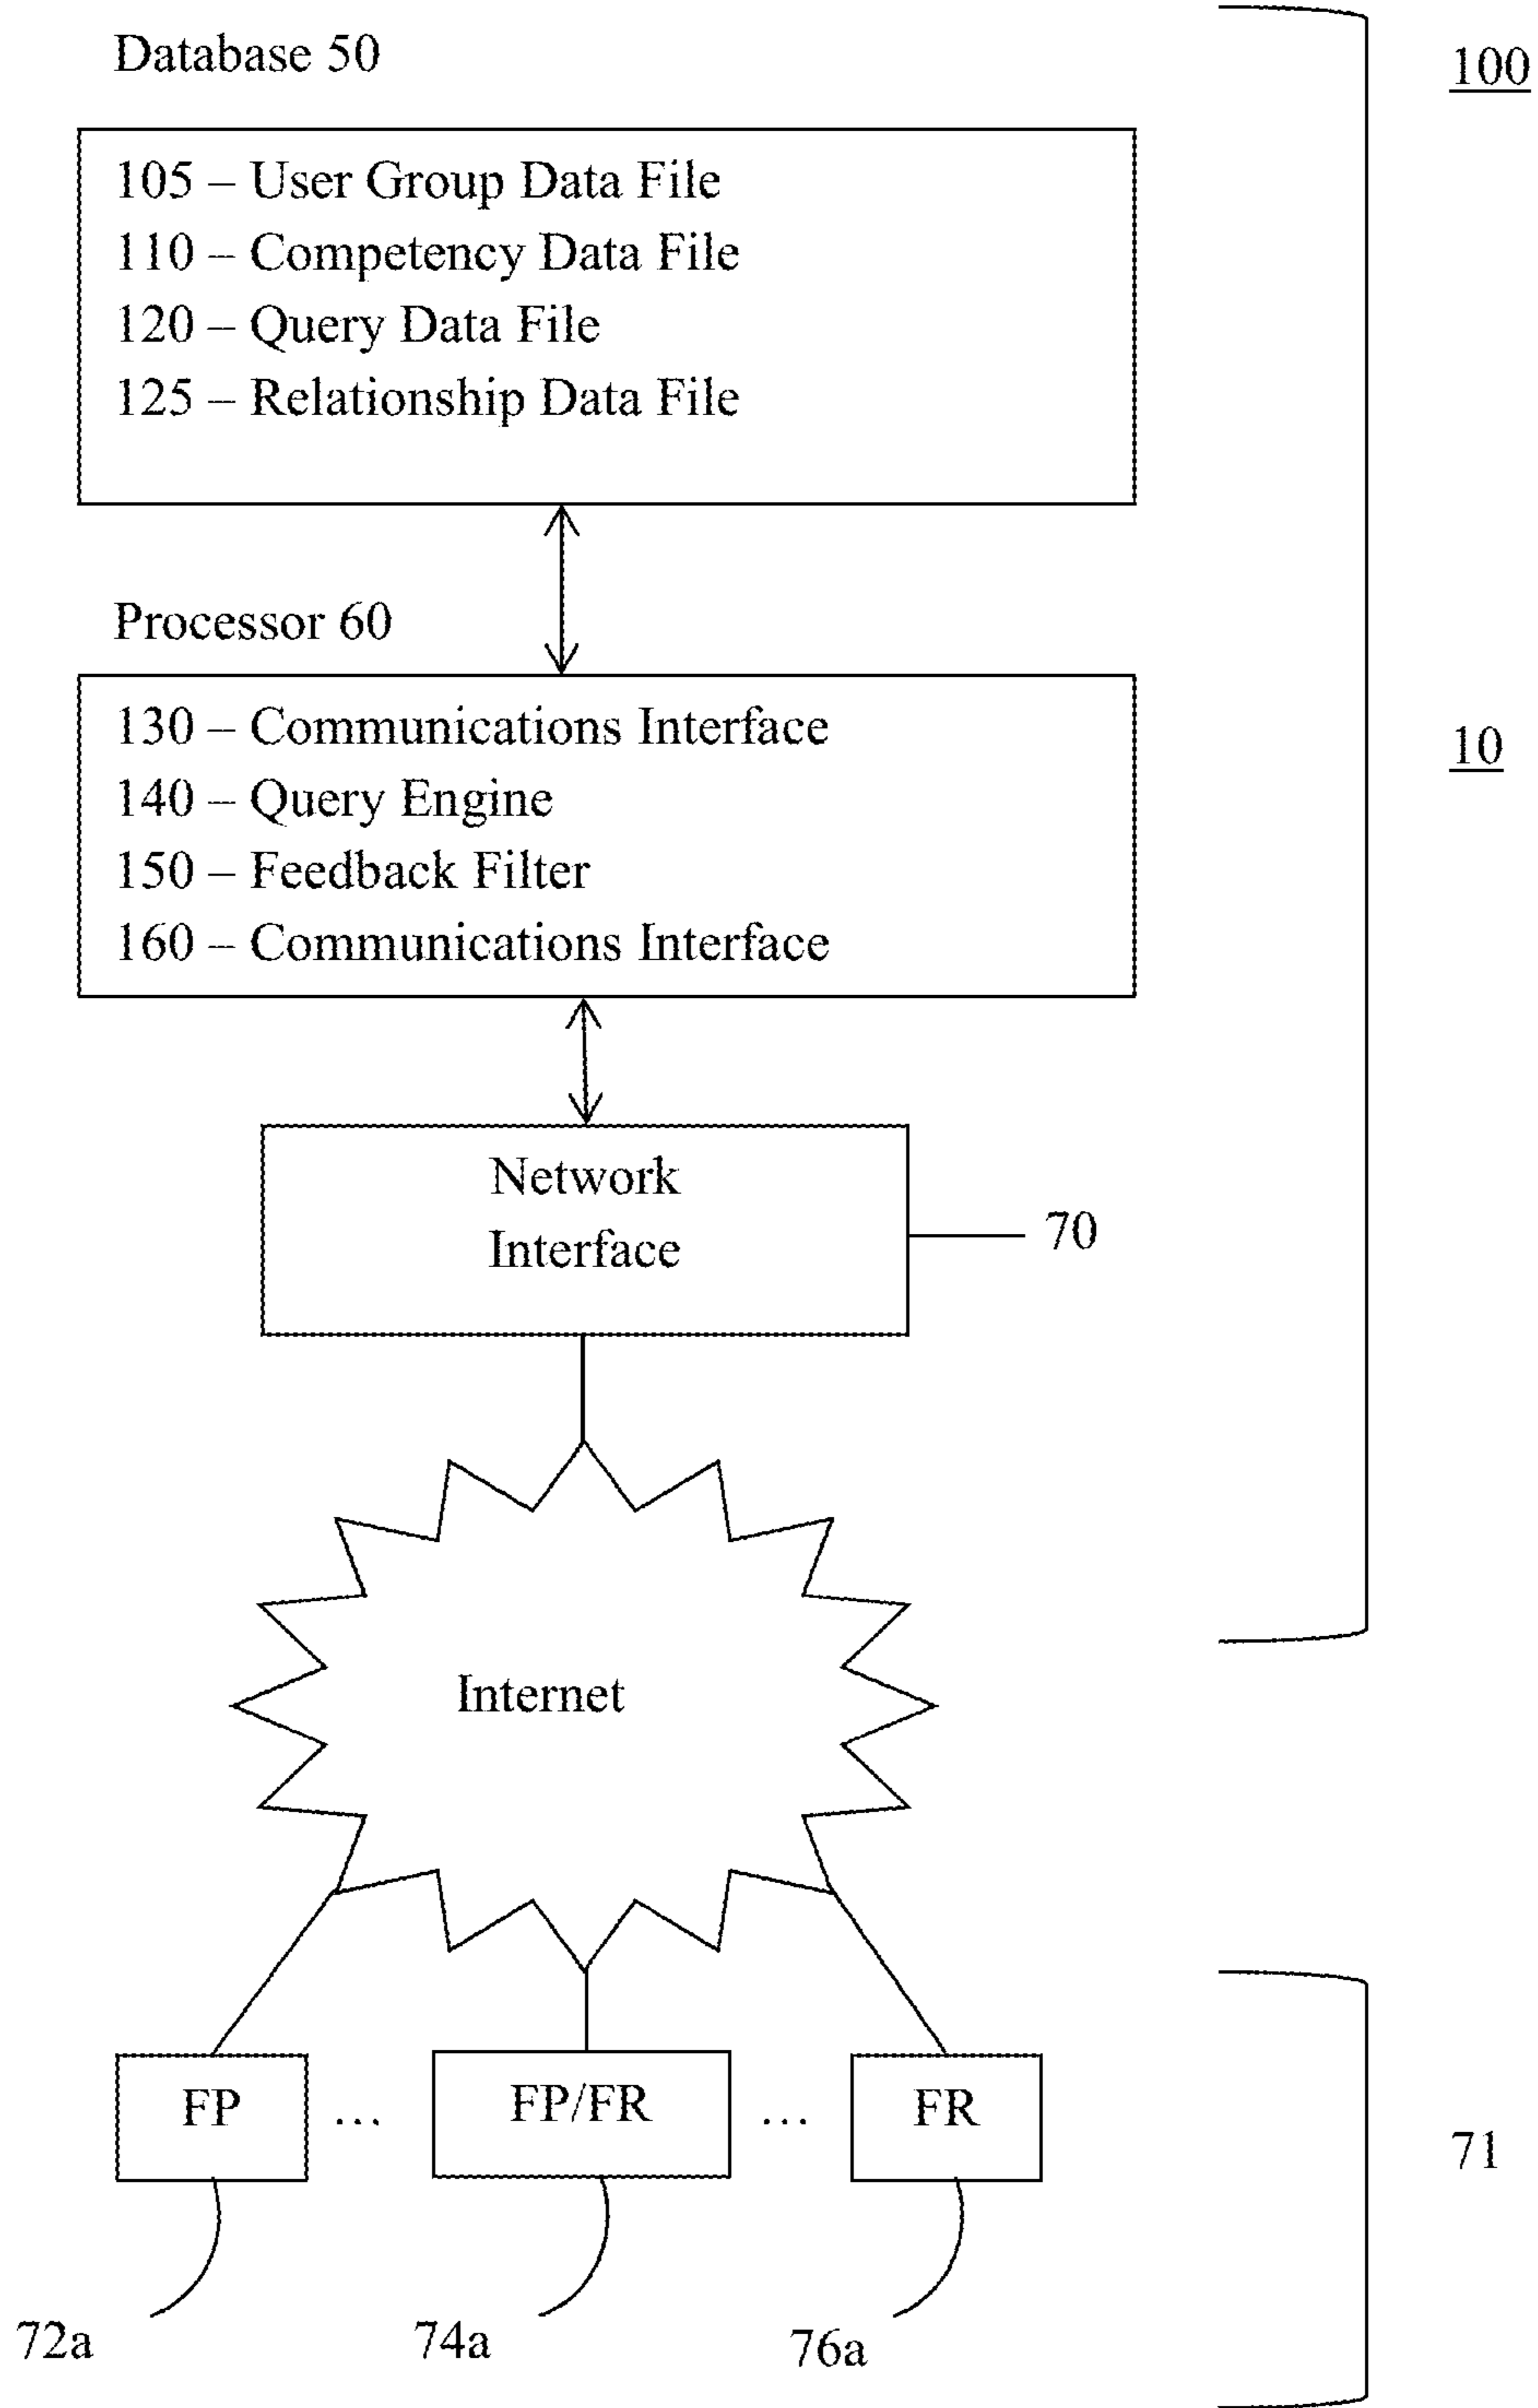 Database 50
100
105 – User Group Data File
110 – Competency Data File
120 – Query Data File
125 – Relationship Data File
Processor 60
130 – Communications Interface
140 – Query Engine
150 – Feedback Filter
160 – Communications Interface
10
Network
Interface
70
Internet
FP
...
FP/FR
...
FR
71
72a
74a
76a